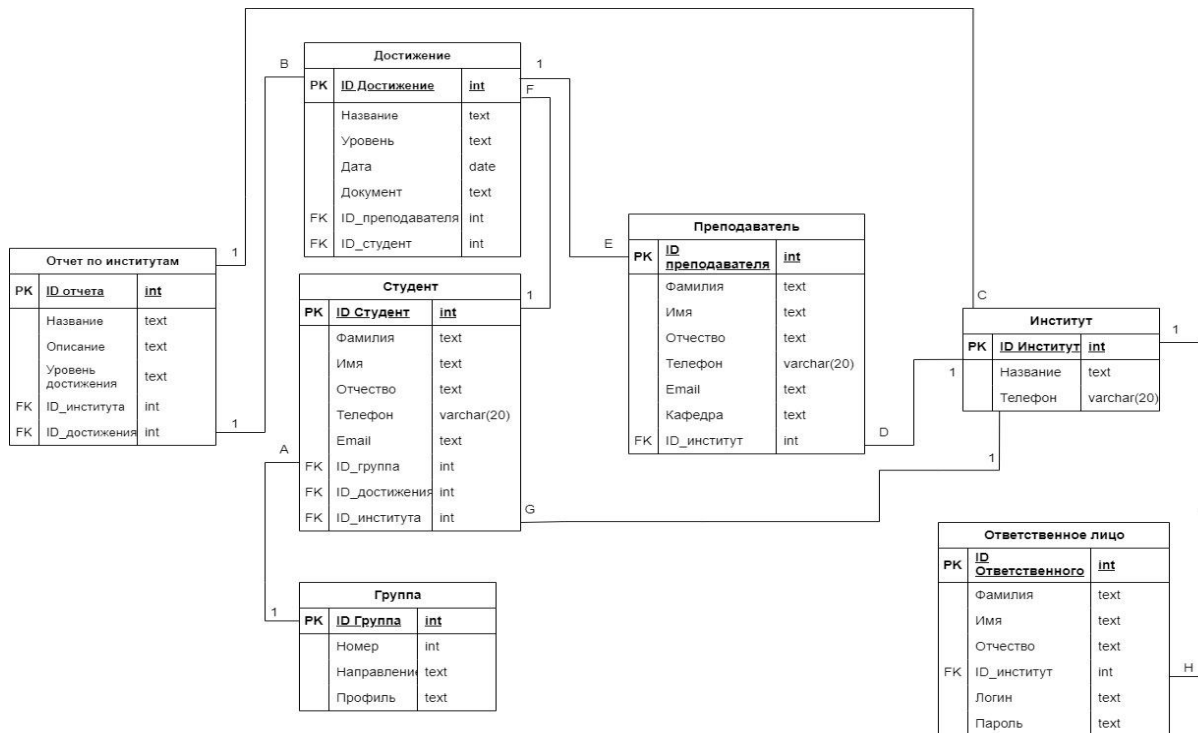 Достижение
PK ID Достижение int
Название text
Уровень text
Дата date
Документ text
FK ID_преподавателя int
FK ID_студент int
B
1
F
Отчет по институтам
PK ID отчета int
Название text
Описание text
Уровень
достижения text
FK ID_института int
FK ID_достижения int
1
1
Студент
PK ID Студент int
Фамилия text
Имя text
Отчество text
Телефон varchar(20)
Email text
FK ID_группа int
FK ID_достижения int
FK ID_института int
1
A
G
Преподаватель
PK ID
преподавателя int
Фамилия text
Имя text
Отчество text
Телефон varchar(20)
Email text
Кафедра text
FK ID_институт int
E
D
Институт
PK ID Институт int
Название text
Телефон varchar(20)
C
1
1
1
Группа
PK ID Группа int
Номер int
Направление text
Профиль text
1
Ответственное лицо
PK ID
Ответственного int
Фамилия text
Имя text
Отчество text
FK ID_институт int
Логин text
Пароль text
H